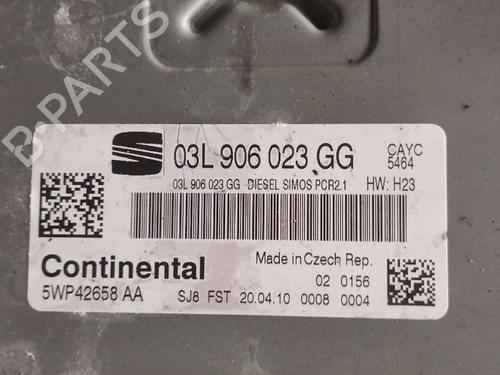 B-PARTS
03L 906 023 GG
CAYC
5464
03L 906 023 GG DIESEL SIMOS PCR2.1
HW: H23
Continental
Made in Czech Rep.
02 0156
5WP42658 AA
SJ8 FST 20.04.10 0008 0004